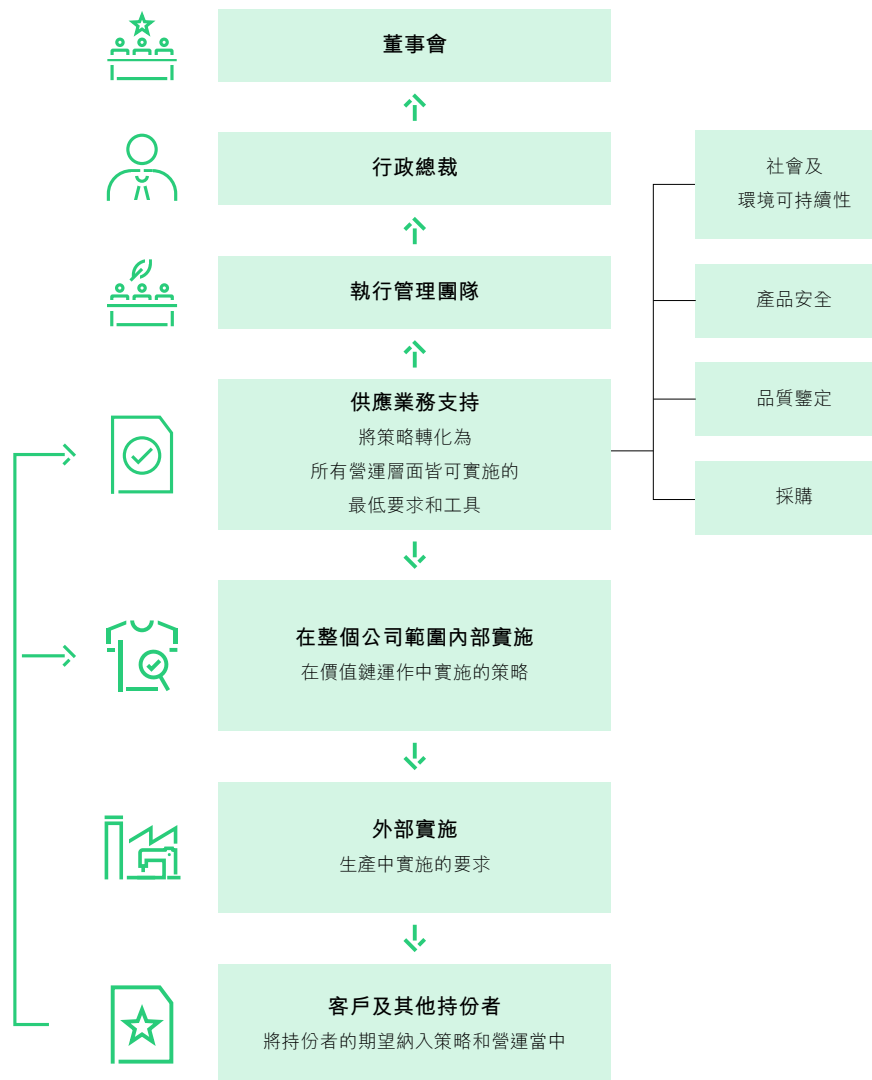 董事會
行政總裁
執行管理團隊
供應業務支持
將策略轉化為
所有營運層面皆可實施的
最低要求和工具
社會及
環境可持續性
產品安全
品質鑒定
採購
在整個公司範圍內部實施
在價值鏈運作中實施的策略
外部實施
生產中實施的要求
客戶及其他持份者
將持份者的期望納入策略和營運當中